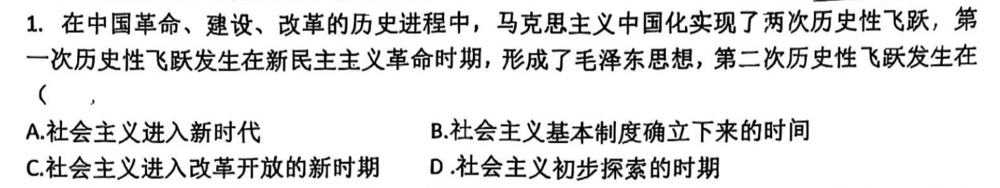 1. 在中国革命、建设、改革的历史进程中，马克思主义中国化实现了两次历史性飞跃，第
一次历史性飞跃发生在新民主主义革命时期，形成了毛泽东思想，第二次历史性飞跃发生在
（
A.社会主义进入新时代 B.社会主义基本制度确立下来的时间
C.社会主义进入改革开放的新时期 D .社会主义初步探索的时期